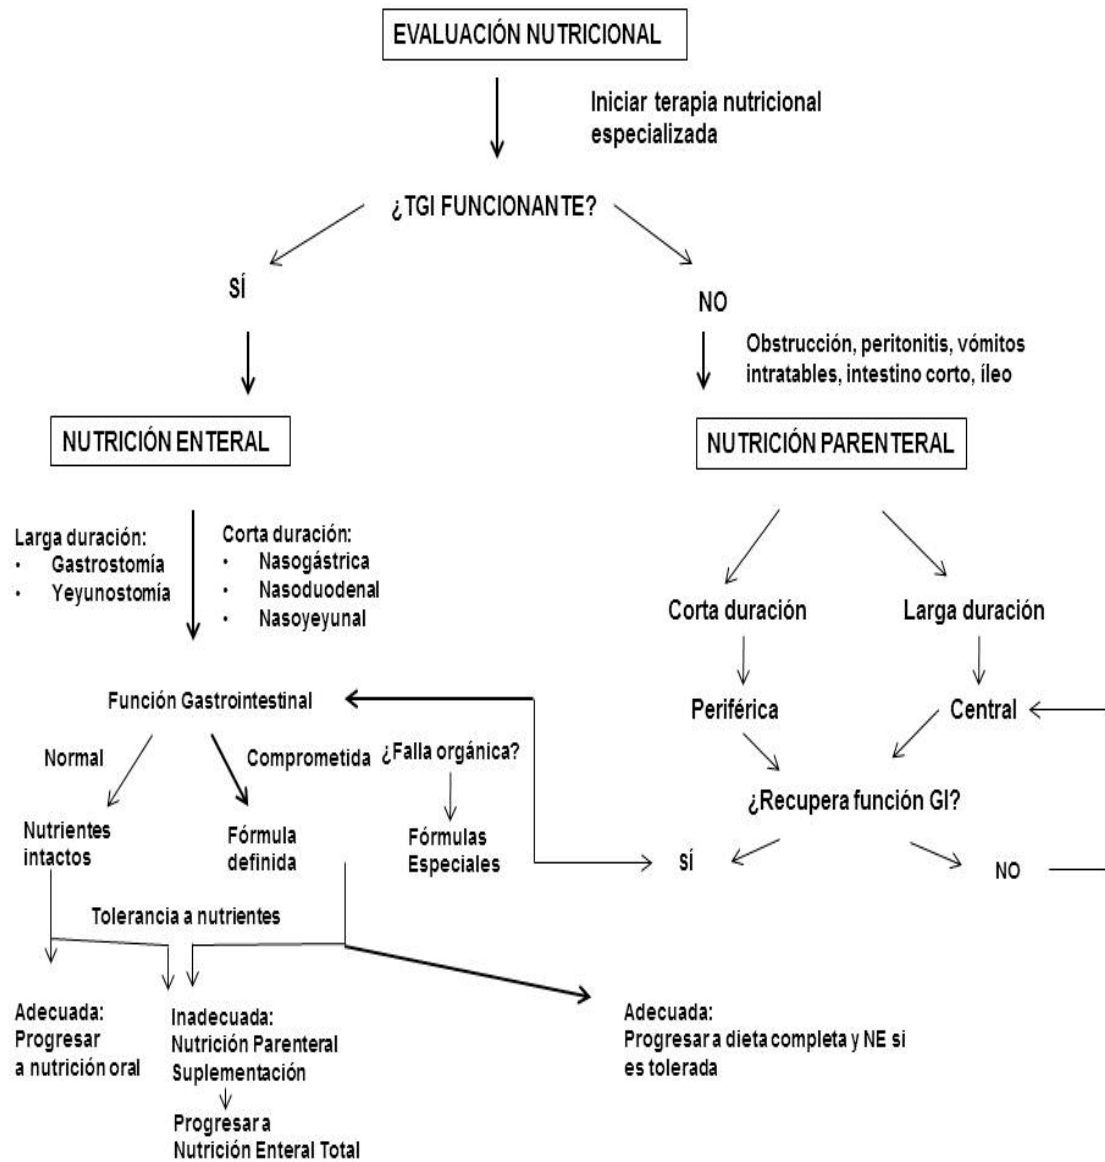 EVALUACIÓN NUTRICIONAL
Iniciar terapia nutricional
especializada
¿TGI FUNCIONANTE?
SÍ
NO
Obstrucción, peritonitis, vómitos
intratables, intestino corto, íleo
NUTRICIÓN ENTERAL
NUTRICIÓN PARENTERAL
Larga duración:
• Gastrostomía
• Yeyunostomía
Corta duración:
• Nasogástrica
• Nasoduodenal
• Nasoyeyunal
Corta duración
Larga duración
Función Gastrointestinal
Periférica
Central
Normal
Comprometida
¿Falla orgánica?
¿Recupera función GI?
Nutrientes
intactos
Fórmula
definida
Fórmulas
Especiales
SÍ
NO
Tolerancia a nutrientes
Adecuada:
Progresar
a nutrición oral
Inadecuada:
Nutrición Parenteral
Suplementación
Progresar a
Nutrición Enteral Total
Adecuada:
Progresar a dieta completa y NE si
es tolerada